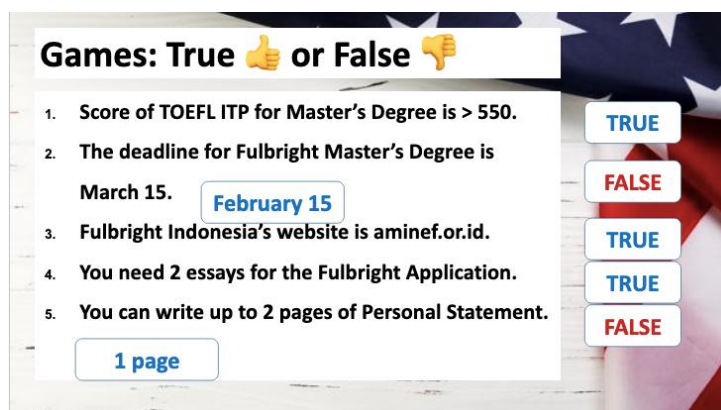 Games: True 👍 or False 👎
1. Score of TOEFL ITP for Master's Degree is > 550.
TRUE
2. The deadline for Fulbright Master's Degree is
March 15.
February 15
FALSE
3. Fulbright Indonesia's website is aminef.or.id.
TRUE
4. You need 2 essays for the Fulbright Application.
TRUE
5. You can write up to 2 pages of Personal Statement.
FALSE
1 page